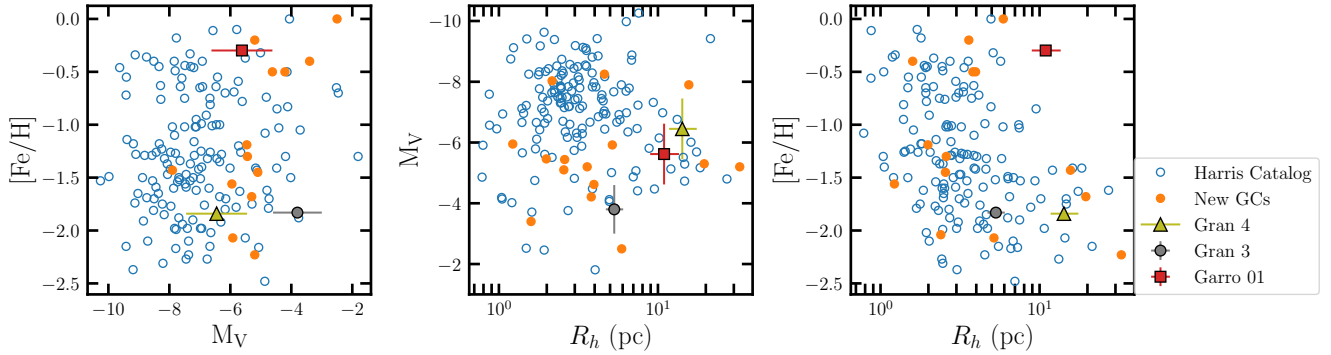 0.0
−0.5
−1.0
−1.5
−2.0
−2.5
[Fe/H]
−10
−8
−6
−4
−2
M_V
−10
−8
−6
−4
−2
M_V
10^0
10^1
R_h (pc)
0.0
−0.5
−1.0
−1.5
−2.0
−2.5
[Fe/H]
10^0
10^1
R_h (pc)
Harris Catalog
New GCs
Gran 4
Gran 3
Garro 01